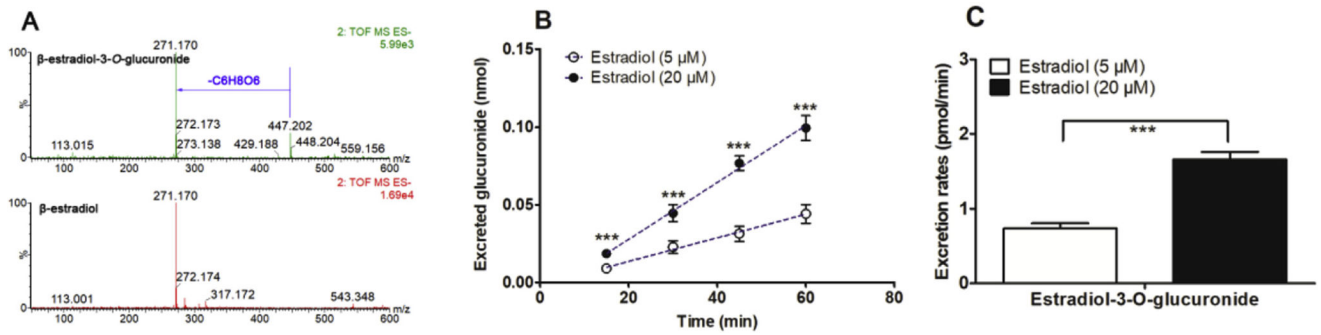 A
2: TOF MS ES-
5.99e3
100
271.170
β-estradiol-3-O-glucuronide
-C6H8O6
%
272.173
273.138
113.015
429.188
447.202
448.204
559.156
0
100
200
300
400
500
600
m/z
2: TOF MS ES-
1.69e4
100
271.170
β-estradiol
%
272.174
113.001
317.172
543.348
0
100
200
300
400
500
600
m/z
B
Excreted glucuronide (nmol)
0.15
0.10
0.05
0.00
Estradiol (5 µM)
Estradiol (20 µM)
***
***
***
***
0
20
40
60
80
Time (min)
C
Excretion rates (pmol/min)
3
2
1
0
Estradiol (5 µM)
Estradiol (20 µM)
***
Estradiol-3-O-glucuronide